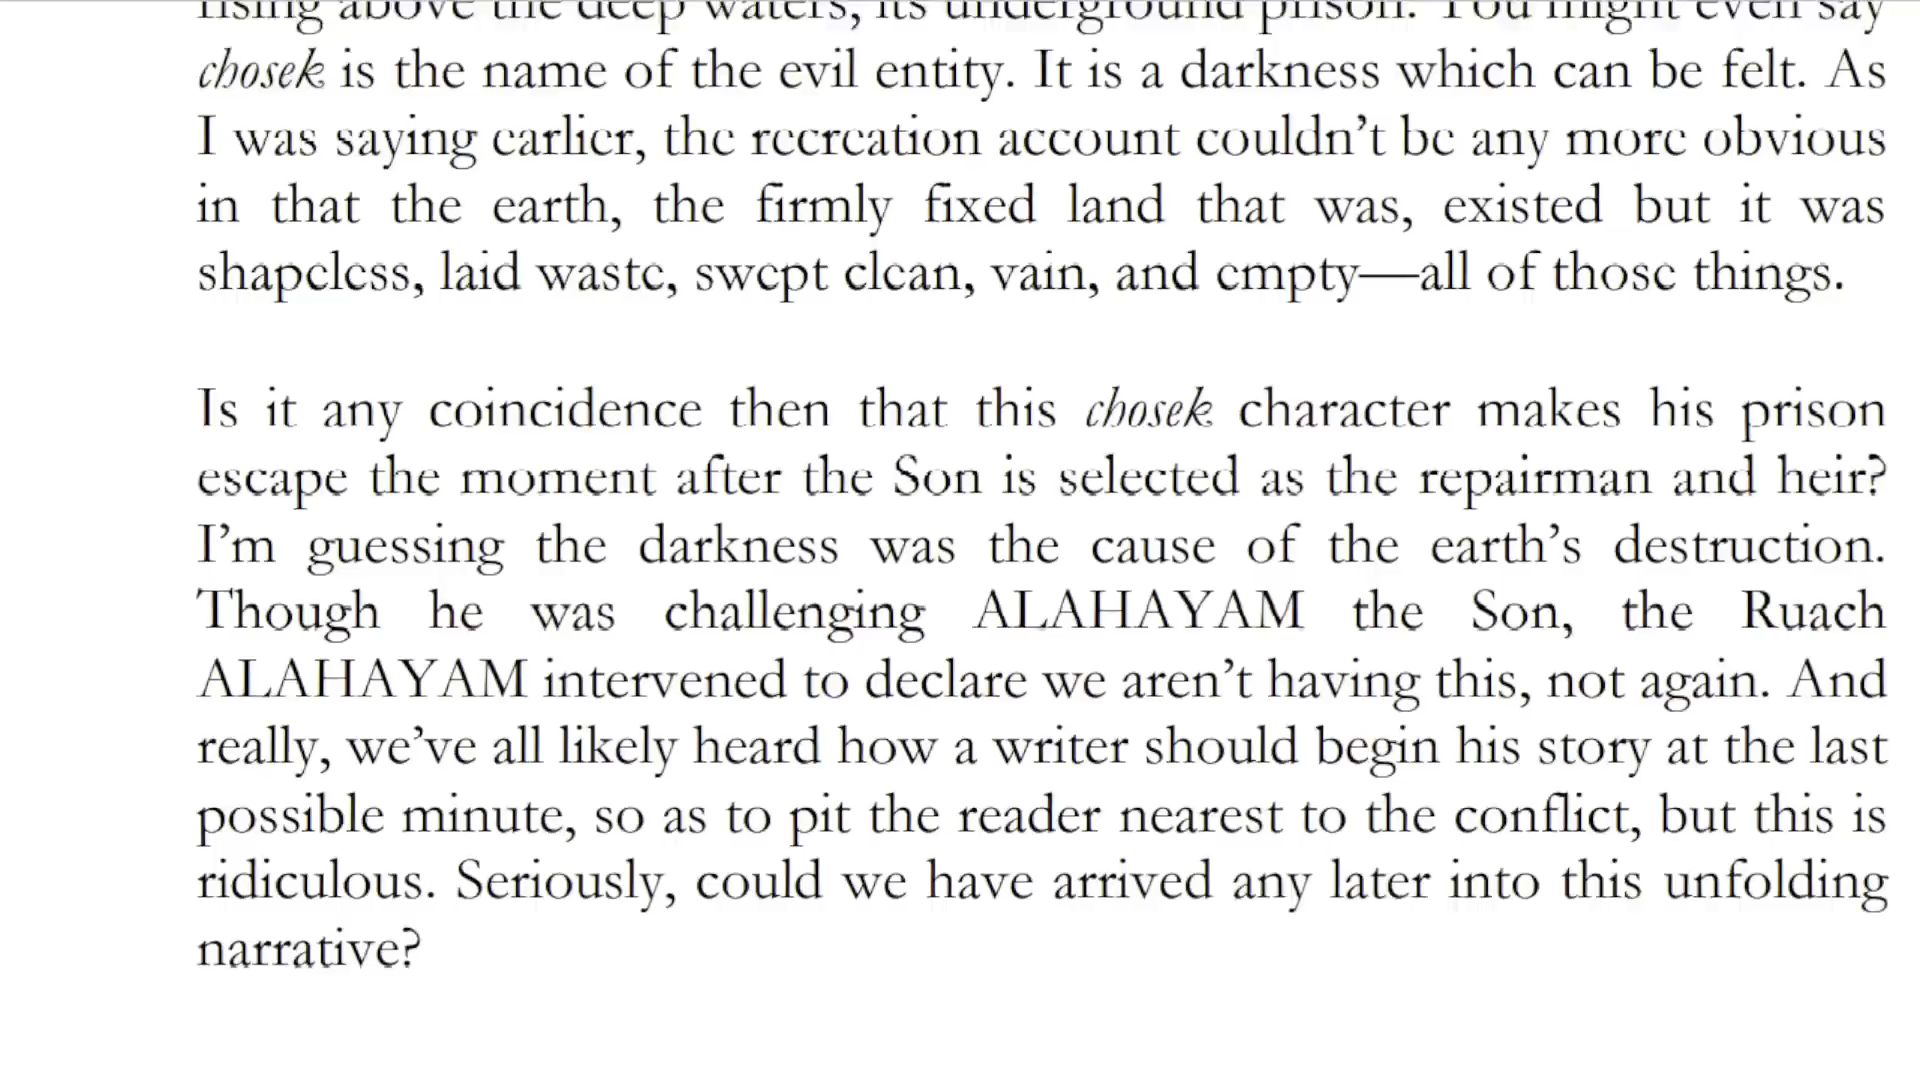 rising above the deep waters, its underground prison. You might even say
chosek is the name of the evil entity. It is a darkness which can be felt. As
I was saying earlier, the recreation account couldn’t be any more obvious
in that the earth, the firmly fixed land that was, existed but it was
shapeless, laid waste, swept clean, vain, and empty—all of those things.
Is it any coincidence then that this chosek character makes his prison
escape the moment after the Son is selected as the repairman and heir?
I’m guessing the darkness was the cause of the earth’s destruction.
Though he was challenging ALAHAYAM the Son, the Ruach
ALAHAYAM intervened to declare we aren’t having this, not again. And
really, we’ve all likely heard how a writer should begin his story at the last
possible minute, so as to pit the reader nearest to the conflict, but this is
ridiculous. Seriously, could we have arrived any later into this unfolding
narrative?